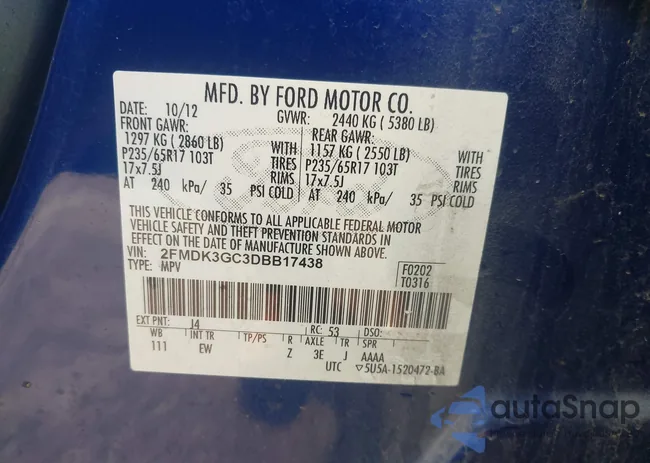 MFD. BY FORD MOTOR CO.
DATE: 10/12 GVWR: 2440 KG ( 5380 LB)
FRONT GAWR: REAR GAWR:
1297 KG ( 2860 LB) WITH 1157 KG ( 2550 LB) WITH
P235/65R17 103T TIRES P235/65R17 103T TIRES
17x7.5J RIMS 17x7.5J RIMS
AT 240 kPa/ 35 PSI COLD AT 240 kPa/ 35 PSI COLD
THIS VEHICLE CONFORMS TO ALL APPLICABLE FEDERAL MOTOR
VEHICLE SAFETY AND THEFT PREVENTION STANDARDS IN
EFFECT ON THE DATE OF MANUFACTURE SHOWN ABOVE.
VIN: 2FMDK3GC3DBB17438 F0202
TYPE: MPV T0316
EXT PNT: J4 RC: 53 DSO:
WB INT TR TP/PS R AXLE TR SPR
111 EW Z 3E J AAAA
UTC ▽5U5A-1520472-BA
autoSnap